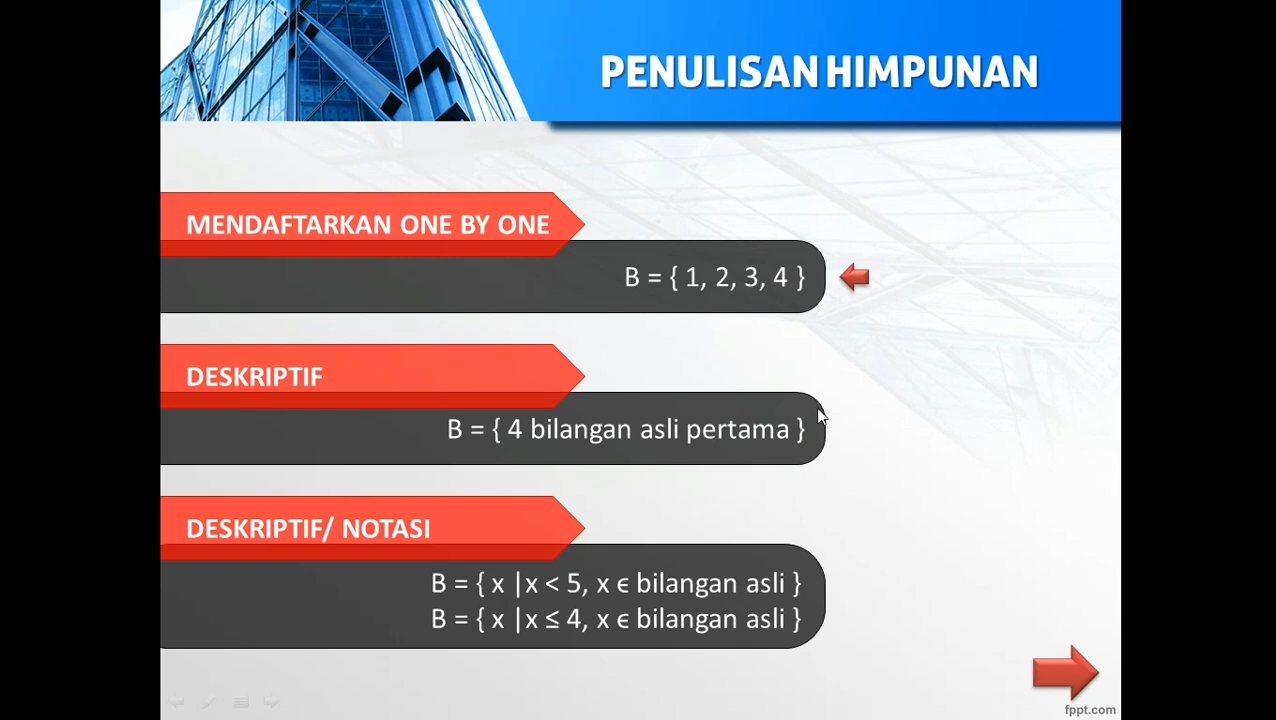 PENULISAN HIMPUNAN
MENDAFTARKAN ONE BY ONE
B = { 1, 2, 3, 4 }
DESKRIPTIF
B = { 4 bilangan asli pertama }
DESKRIPTIF/ NOTASI
B = { x |x < 5, x ϵ bilangan asli }
B = { x |x ≤ 4, x ϵ bilangan asli }
fppt.com